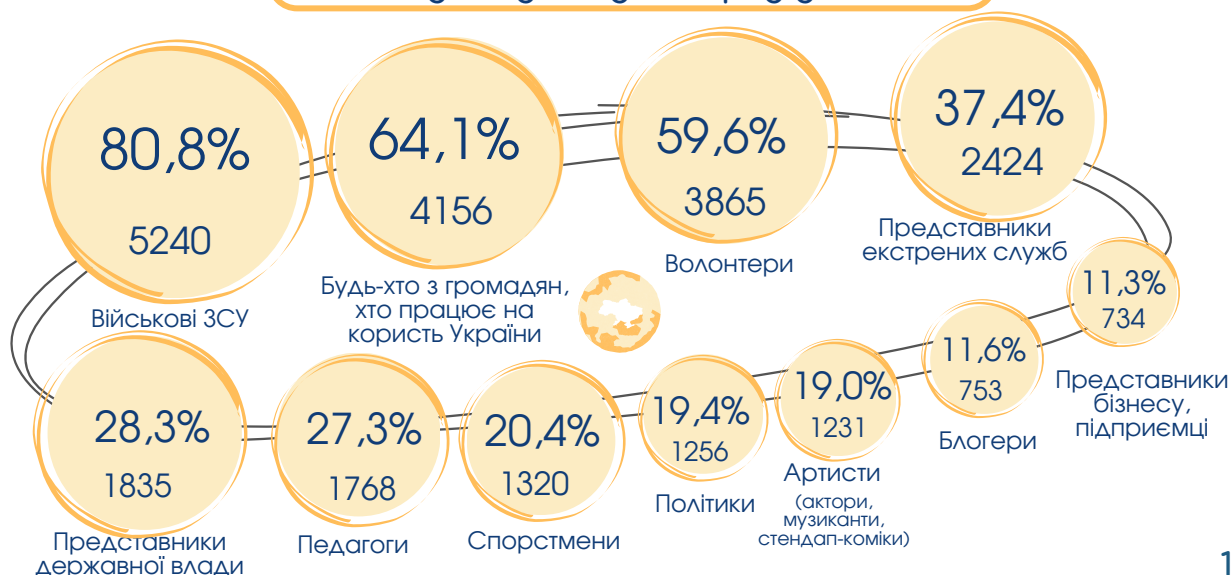 80,8%
5240
Військові ЗСУ
64,1%
4156
Будь-хто з громадян,
хто працює на
користь України
59,6%
3865
Волонтери
37,4%
2424
Представники
екстрених служб
28,3%
1835
Представники
державної влади
27,3%
1768
Педагоги
20,4%
1320
Спорстмени
19,4%
1256
Політики
19,0%
1231
Артисти
(актори,
музиканти,
стендап-коміки)
11,6%
753
Блогери
11,3%
734
Представники
бізнесу,
підприємці
1